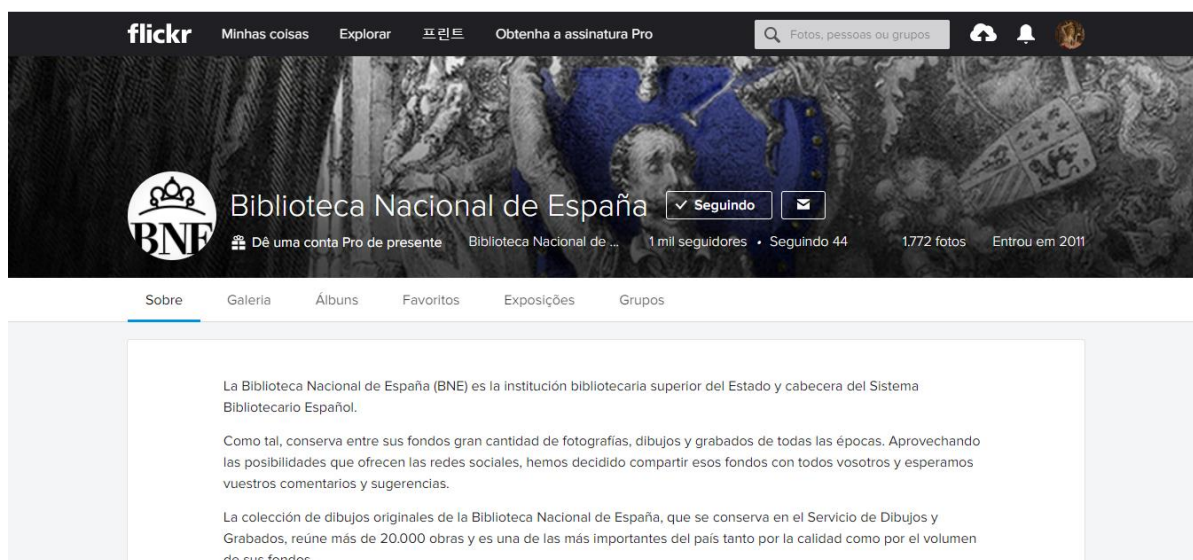 flickr Minhas coisas Explorar 프린트 Obtenha a assinatura Pro Fotos, pessoas ou grupos
BNE
Biblioteca Nacional de España Seguindo
Dê uma conta Pro de presente Biblioteca Nacional de ... 1 mil seguidores • Seguindo 44 1.772 fotos Entrou em 2011
Sobre Galeria Álbuns Favoritos Exposições Grupos
La Biblioteca Nacional de España (BNE) es la institución bibliotecaria superior del Estado y cabecera del Sistema
Bibliotecario Español.
Como tal, conserva entre sus fondos gran cantidad de fotografías, dibujos y grabados de todas las épocas. Aprovechando
las posibilidades que ofrecen las redes sociales, hemos decidido compartir esos fondos con todos vosotros y esperamos
vuestros comentarios y sugerencias.
La colección de dibujos originales de la Biblioteca Nacional de España, que se conserva en el Servicio de Dibujos y
Grabados, reúne más de 20.000 obras y es una de las más importantes del país tanto por la calidad como por el volumen
de sus fondos.